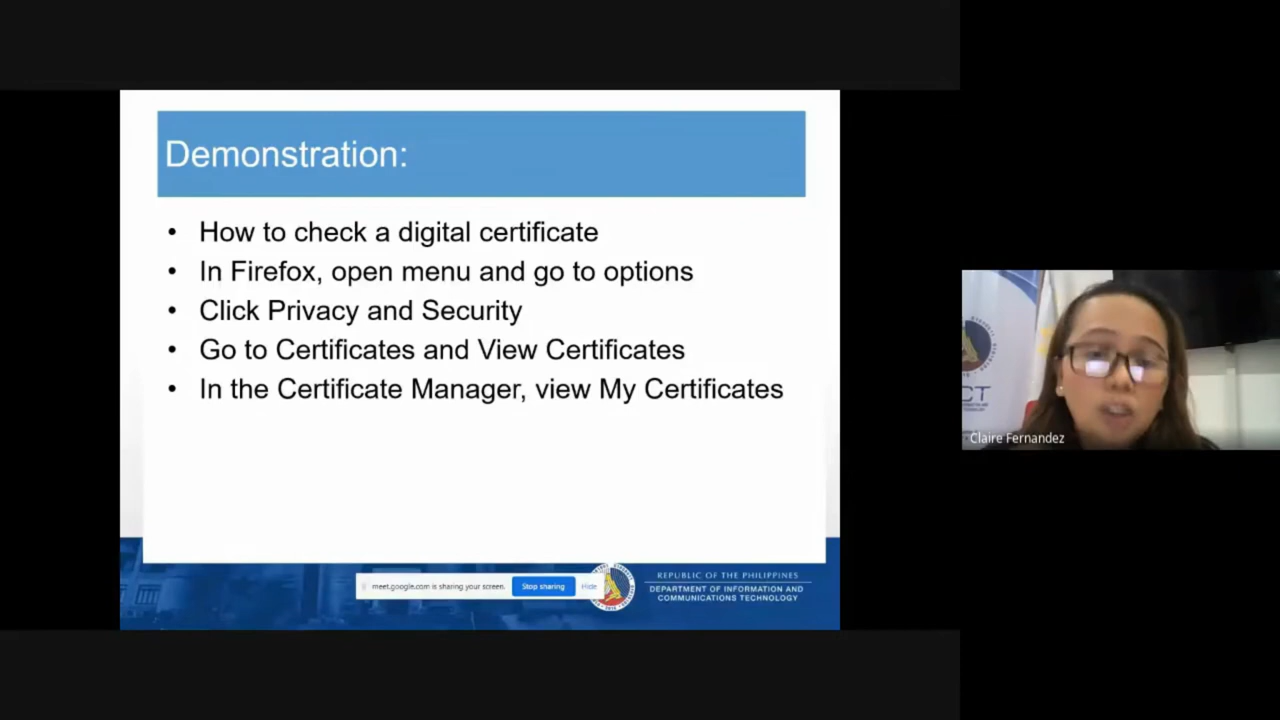 Demonstration:
• How to check a digital certificate
• In Firefox, open menu and go to options
• Click Privacy and Security
• Go to Certificates and View Certificates
• In the Certificate Manager, view My Certificates
meet.google.com is sharing your screen.
Stop sharing
Hide
REPUBLIC OF THE PHILIPPINES
DEPARTMENT OF INFORMATION AND
COMMUNICATIONS TECHNOLOGY
CT
Claire Fernandez